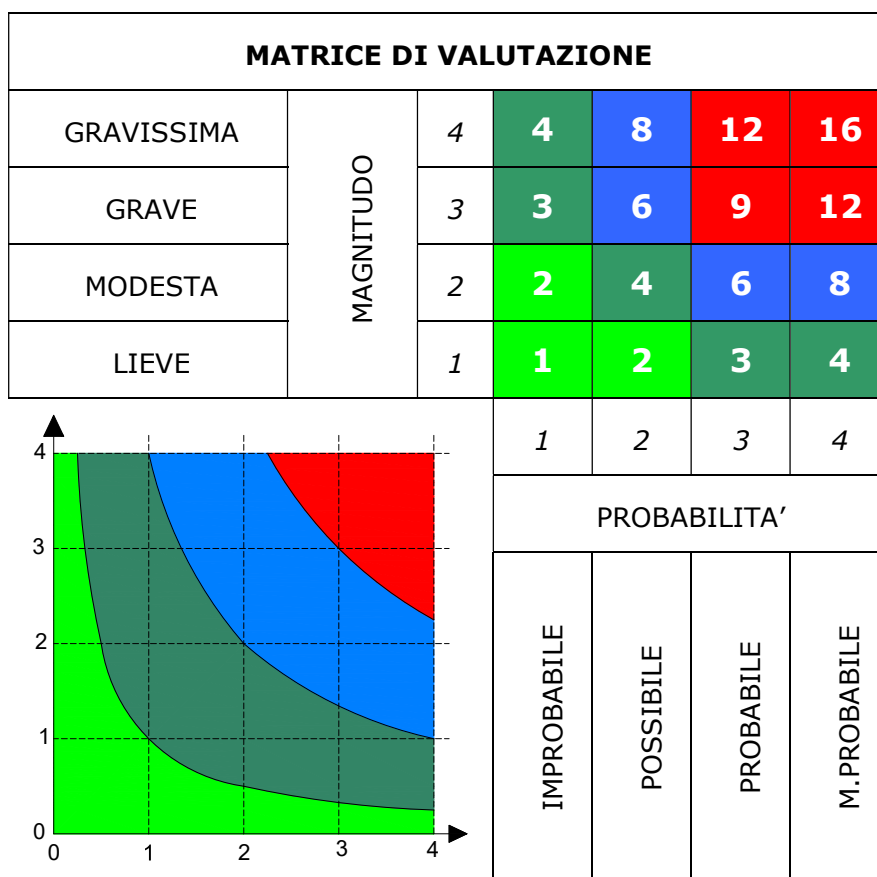 MATRICE DI VALUTAZIONE
GRAVISSIMA 4 4 8 12 16
GRAVE 3 3 6 9 12
MAGNITUDO
MODESTA 2 2 4 6 8
LIEVE 1 1 2 3 4
1 2 3 4
PROBABILITA’
IMPROBABILE
POSSIBILE
PROBABILE
M.PROBABILE
4
3
2
1
0
0 1 2 3 4